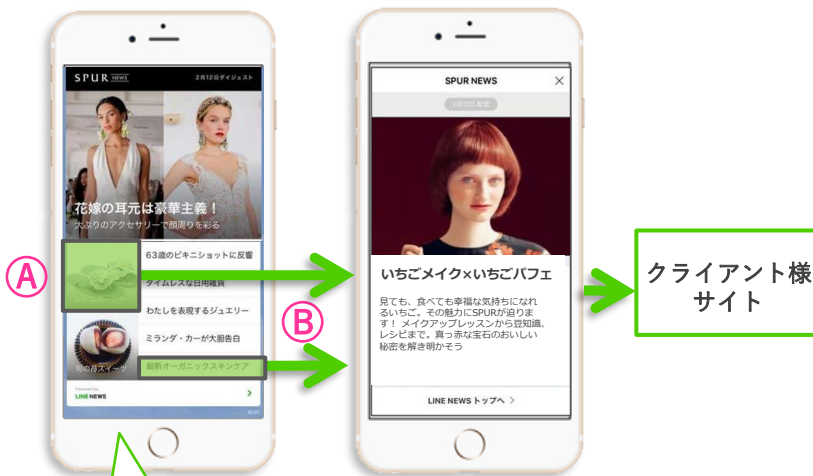 SPUR NEWS
2月12日ダイジェスト
花嫁の耳元は豪華主義！
大ぶりのアクセサリーで顔周りを彩る
63歳のビキニショットに反響
タイムレスな日用雑貨
わたしを表現するジュエリー
ミランダ・カーが大胆告白
旬の苺スイーツ
最新オーガニックスキンケア
Powered by
LINE NEWS
A
B
SPUR NEWS
2月12日 配信
いちごメイク×いちごパフェ
見ても、食べても幸福な気持ちになれ
るいちご。その魅力にSPURが迫りま
す！ メイクアップレッスンから豆知識、
レシピまで。真っ赤な宝石のおいしい
秘密を解き明かそう
LINE NEWS トップへ
クライアント様
サイト